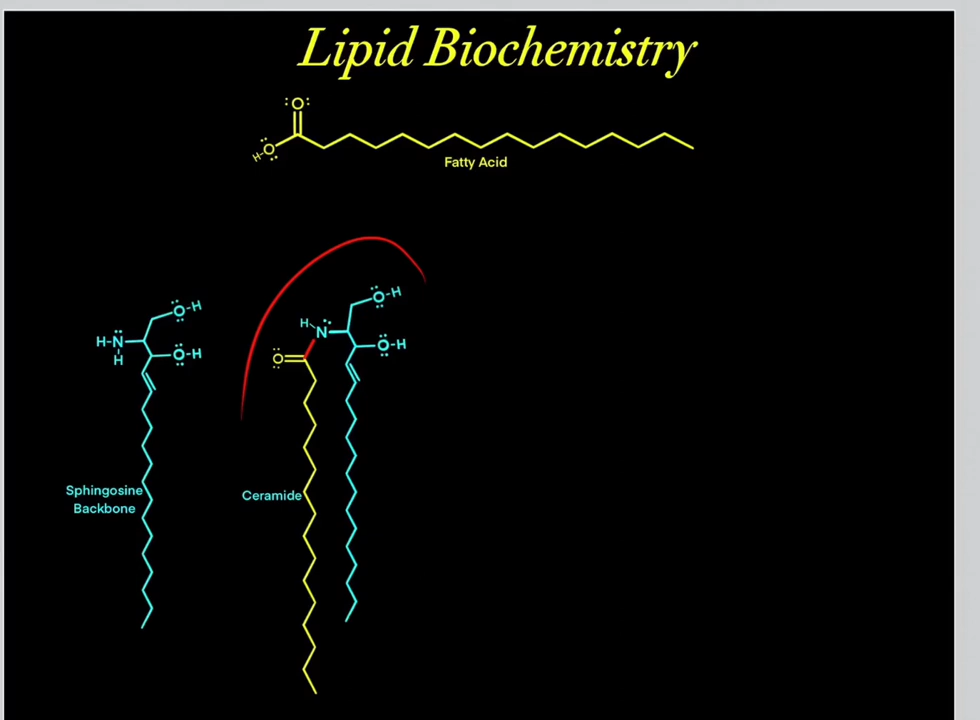 Lipid Biochemistry
O
H-O
Fatty Acid
O-H
H-N
H
O-H
Sphingosine
Backbone
O-H
H
N
O
O-H
Ceramide